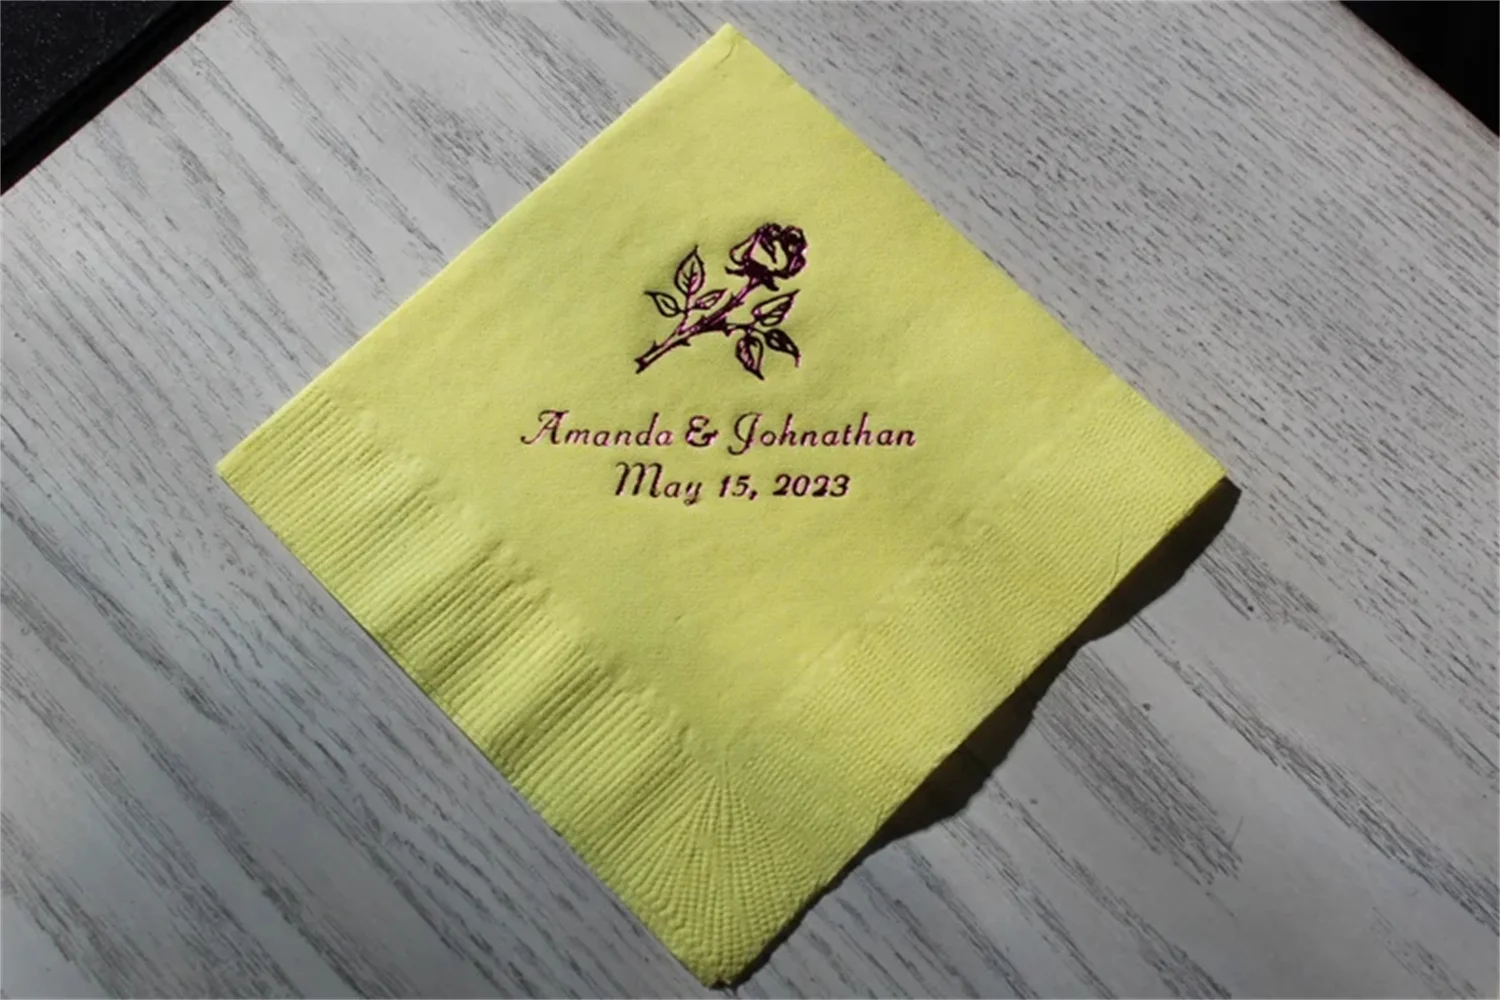 Amanda & Johnathan
May 15, 2023